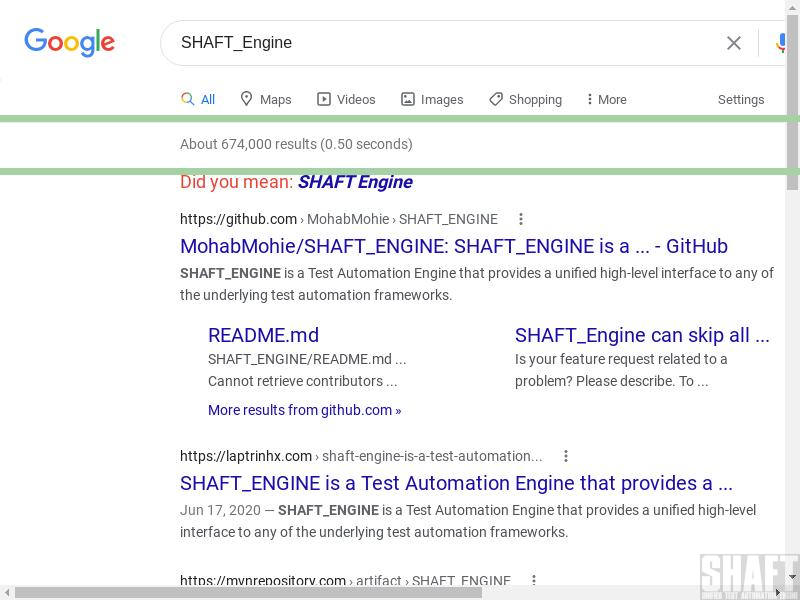 Google
SHAFT_Engine
All Maps Videos Images Shopping More Settings
About 674,000 results (0.50 seconds)
Did you mean: SHAFT Engine
https://github.com › MohabMohie › SHAFT_ENGINE
MohabMohie/SHAFT_ENGINE: SHAFT_ENGINE is a ... - GitHub
SHAFT_ENGINE is a Test Automation Engine that provides a unified high-level interface to any of
the underlying test automation frameworks.
README.md
SHAFT_ENGINE/README.md ...
Cannot retrieve contributors ...
SHAFT_Engine can skip all ...
Is your feature request related to a
problem? Please describe. To ...
More results from github.com »
https://laptrinhx.com › shaft-engine-is-a-test-automation...
SHAFT_ENGINE is a Test Automation Engine that provides a ...
Jun 17, 2020 — SHAFT_ENGINE is a Test Automation Engine that provides a unified high-level
interface to any of the underlying test automation frameworks.
https://mvnrepository.com › artifact › SHAFT_ENGINE
SHAFT
UNIFIED TEST AUTOMATION ENGINE